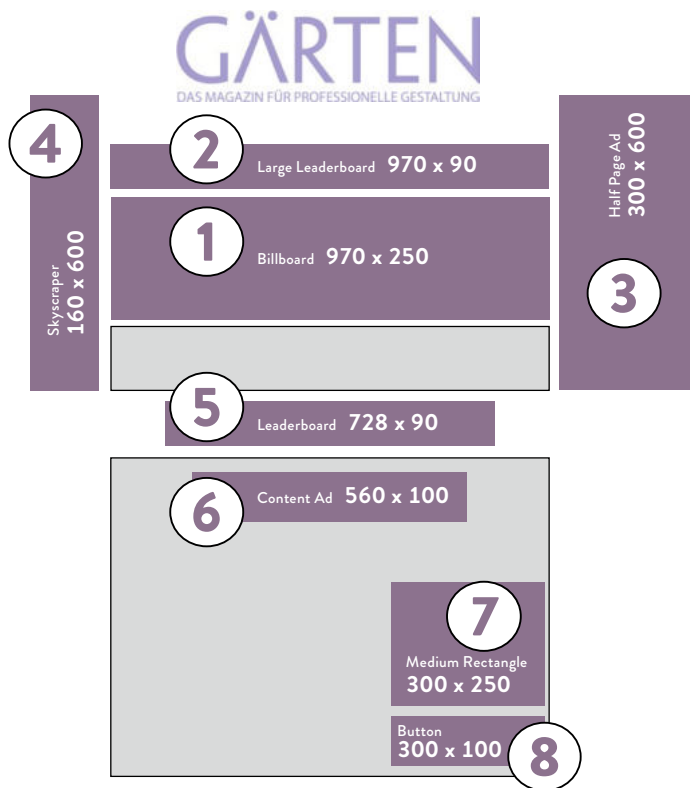 GÄRTEN
DAS MAGAZIN FÜR PROFESSIONELLE GESTALTUNG
4
Skyscraper
160 x 600
2
Large Leaderboard 970 x 90
1
Billboard 970 x 250
Half Page Ad
300 x 600
3
5
Leaderboard 728 x 90
6
Content Ad 560 x 100
7
Medium Rectangle
300 x 250
Button
300 x 100
8